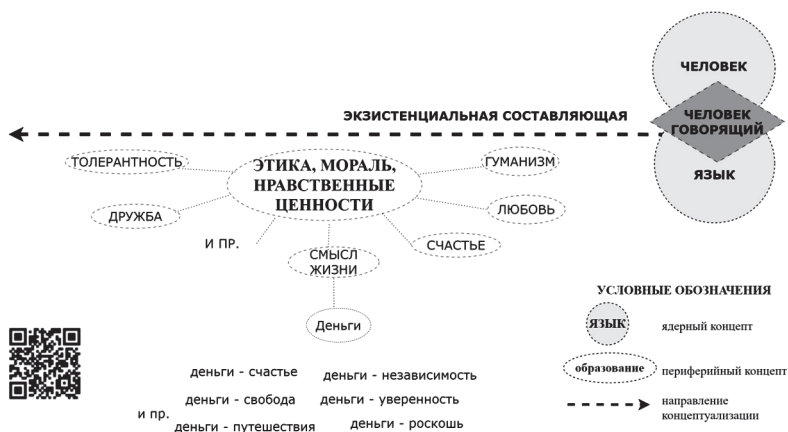 ЧЕЛОВЕК
ЭКЗИСТЕНЦИАЛЬНАЯ СОСТАВЛЯЮЩАЯ
ЧЕЛОВЕК
ГОВОРЯЩИЙ
ЯЗЫК
ТОЛЕРАНТНОСТЬ
ЭТИКА, МОРАЛЬ,
НРАВСТВЕННЫЕ
ЦЕННОСТИ
ГУМАНИЗМ
ДРУЖБА
ЛЮБОВЬ
И ПР.
СМЫСЛ
ЖИЗНИ
СЧАСТЬЕ
Деньги
УСЛОВНЫЕ ОБОЗНАЧЕНИЯ
ЯЗЫК
ядерный концепт
образование
периферийный концепт
направление
концептуализации
деньги - счастье
деньги - независимость
деньги - свобода
деньги - уверенность
и пр.
деньги - путешествия
деньги - роскошь